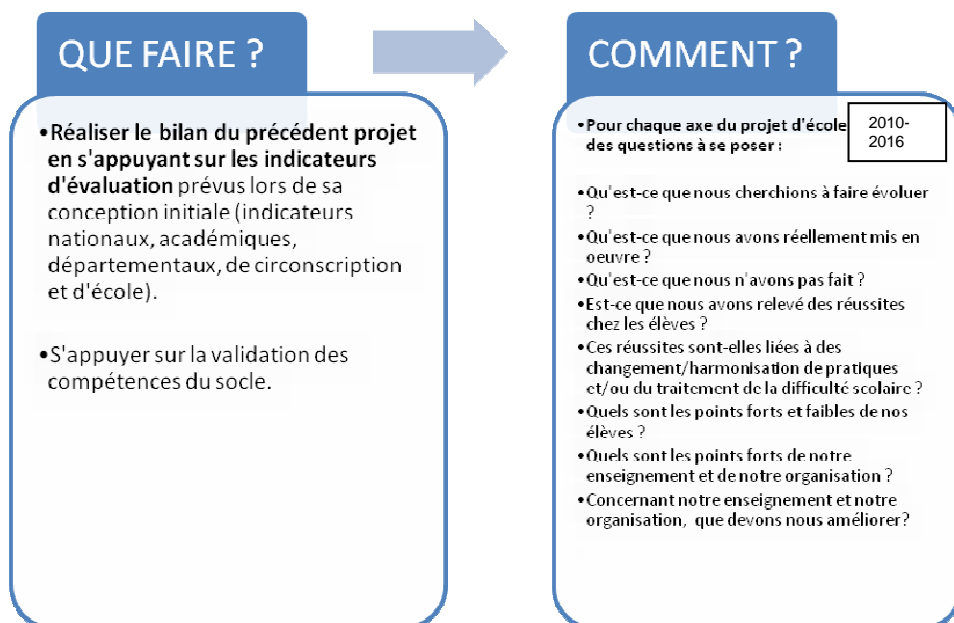 QUE FAIRE ?
•Réaliser le bilan du précédent projet
en s'appuyant sur les indicateurs
d'évaluation prévus lors de sa
conception initiale (indicateurs
nationaux, académiques,
départementaux, de circonscription
et d'école).
•S'appuyer sur la validation des
compétences du socle.
COMMENT ?
•Pour chaque axe du projet d'école
des questions à se poser :
2010-
2016
•Qu'est-ce que nous cherchions à faire évoluer
?
•Qu'est-ce que nous avons réellement mis en
oeuvre ?
•Qu'est-ce que nous n'avons pas fait ?
•Est-ce que nous avons relevé des réussites
chez les élèves ?
•Ces réussites sont-elles liées à des
changement/harmonisation de pratiques
et/ou du traitement de la difficulté scolaire ?
•Quels sont les points forts et faibles de nos
élèves ?
•Quels sont les points forts de notre
enseignement et de notre organisation ?
•Concernant notre enseignement et notre
organisation, que devons nous améliorer?